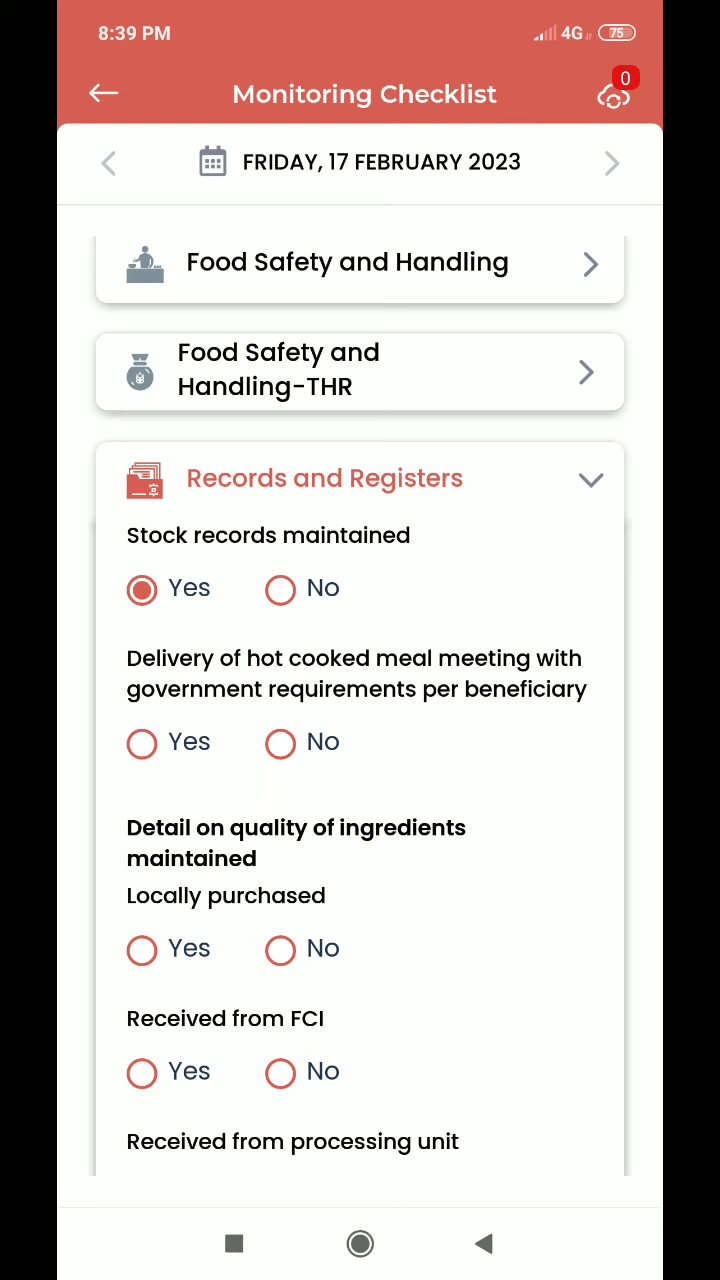 8:39 PM
4G
75
0
Monitoring Checklist
FRIDAY, 17 FEBRUARY 2023
Food Safety and Handling
Food Safety and
Handling-THR
Records and Registers
Stock records maintained
Yes No
Delivery of hot cooked meal meeting with
government requirements per beneficiary
Yes No
Detail on quality of ingredients
maintained
Locally purchased
Yes No
Received from FCI
Yes No
Received from processing unit